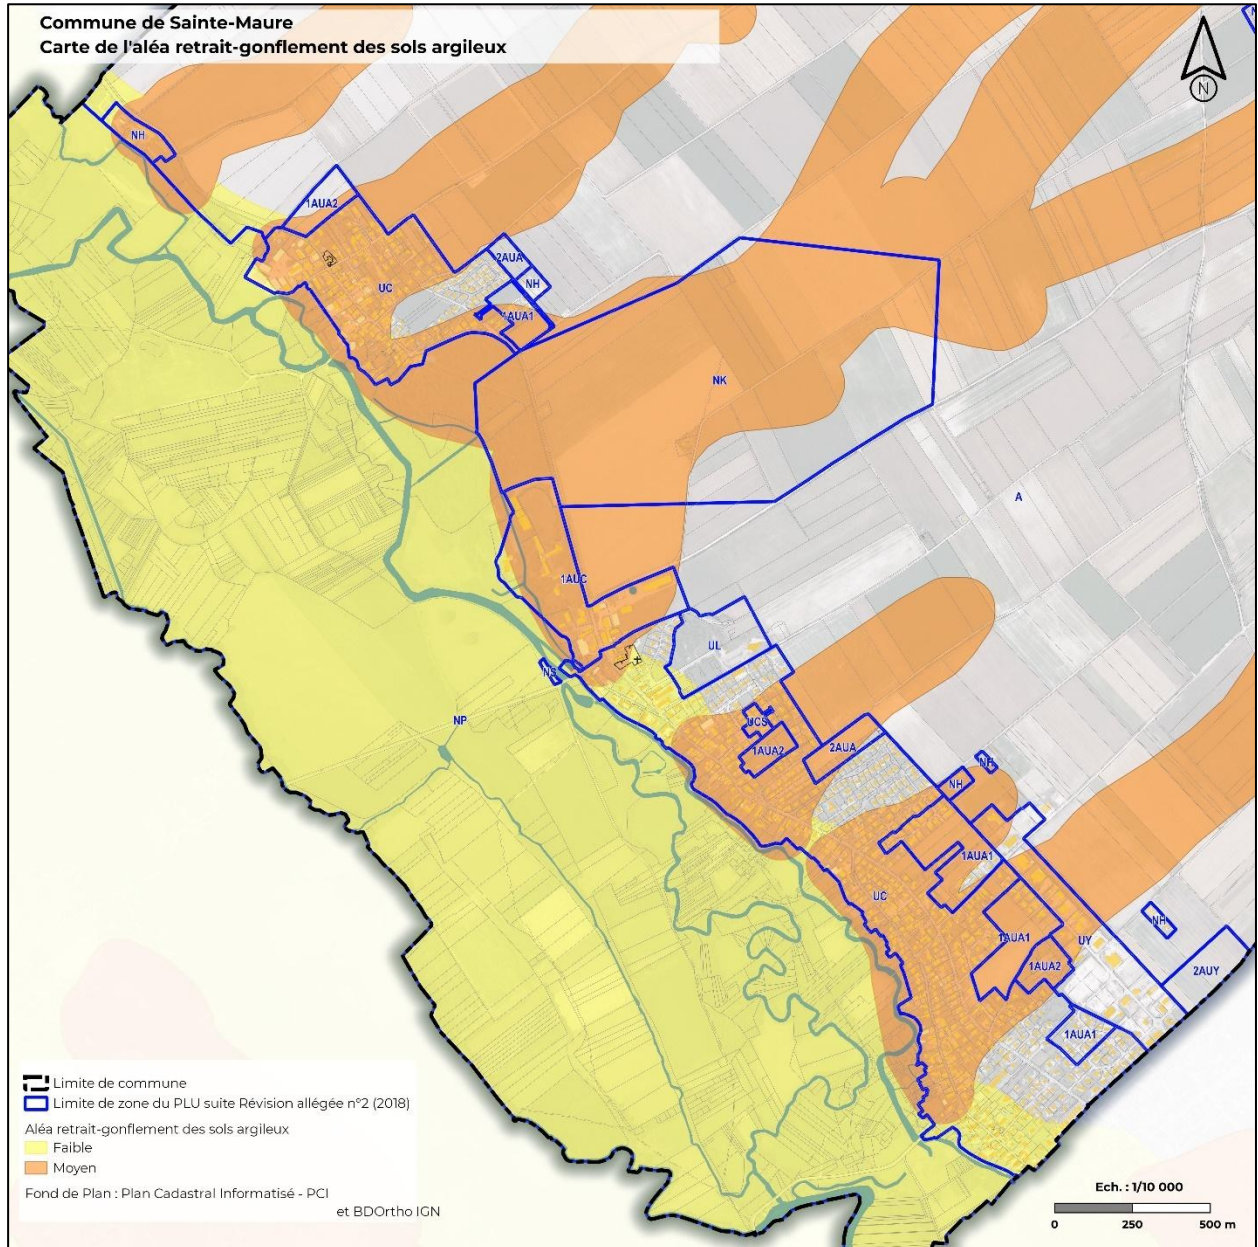 Commune de Sainte-Maure
Carte de l'aléa retrait-gonflement des sols argileux
N
NH
1AUA2
2AUA
UC
NH
1AUA1
NK
A
1AUC
UL
NS
NP
UCS
1AUA2
2AUA
NH
NH
1AUA1
UC
NH
1AUA1
UY
1AUA2
2AUY
1AUA1
Limite de commune
Limite de zone du PLU suite Révision allégée n°2 (2018)
Aléa retrait-gonflement des sols argileux
Faible
Moyen
Fond de Plan : Plan Cadastral Informatisé - PCI
et BDOrtho IGN
Ech. : 1/10 000
0 250 500 m